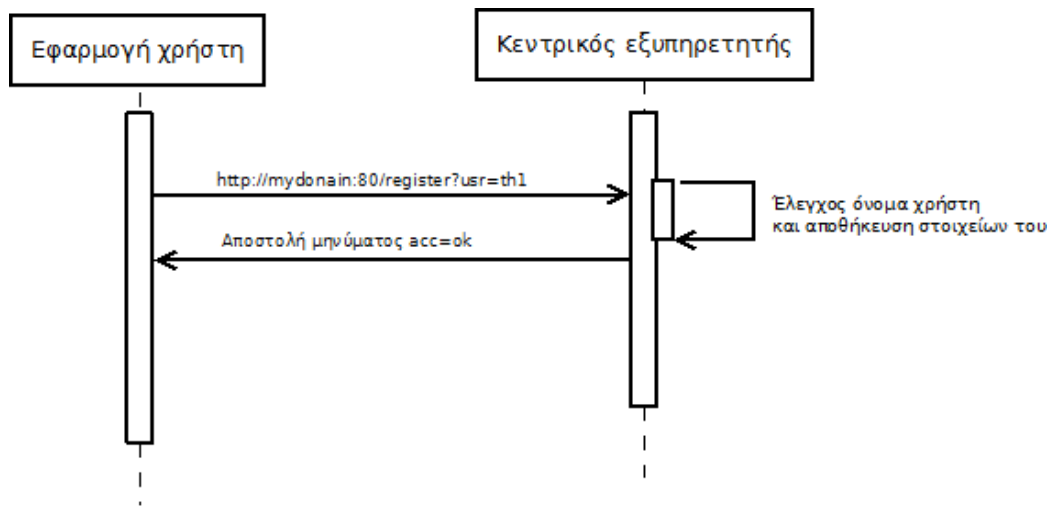 Εφαρμογή χρήστη
Κεντρικός εξυπηρετητής
http://mydonain:80/register?usr=th1
Έλεγχος όνομα χρήστη
και αποθήκευση στοιχείων του
Αποστολή μηνύματος acc=ok